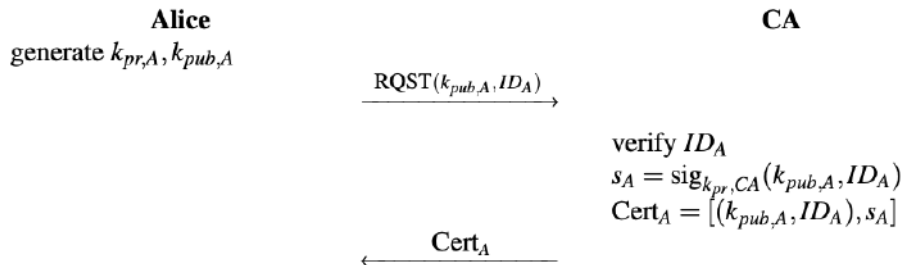 Alice CA
generate k_{pr,A}, k_{pub,A}
RQST(k_{pub,A}, ID_A)
verify ID_A
s_A = sig_{k_{pr},CA}(k_{pub,A}, ID_A)
Cert_A = [(k_{pub,A}, ID_A), s_A]
Cert_A